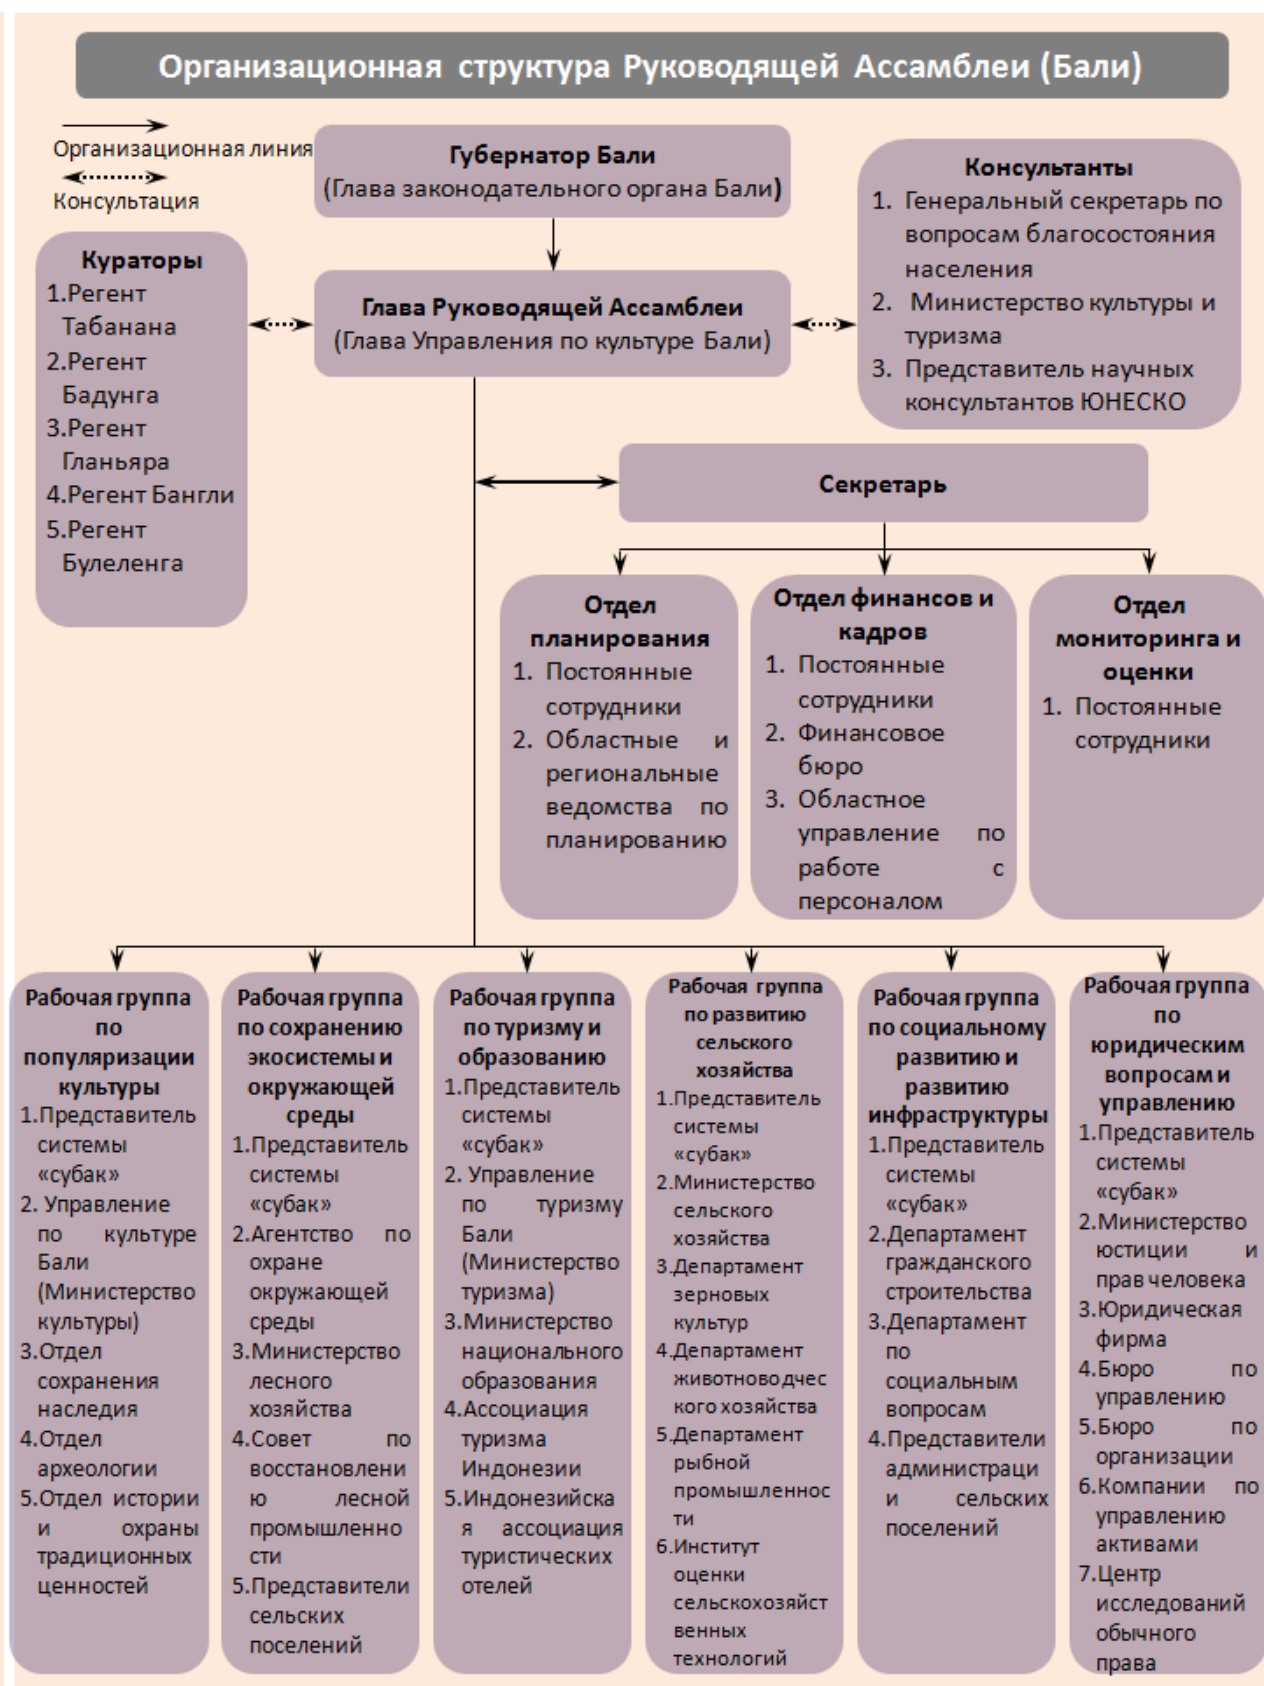 Организационная структура Руководящей Ассамблеи (Бали)
Организационная линия
Консультация
Губернатор Бали
(Глава законодательного органа Бали)
Консультанты
1. Генеральный секретарь по
вопросам благосостояния
населения
2. Министерство культуры и
туризма
3. Представитель научных
консультантов ЮНЕСКО
Кураторы
1.Регент
Табанана
2.Регент
Бадунга
3.Регент
Гланьяра
4.Регент Бангли
5.Регент
Булеленга
Глава Руководящей Ассамблеи
(Глава Управления по культуре Бали)
Секретарь
Отдел
планирования
1. Постоянные
сотрудники
2. Областные и
региональные
ведомства по
планированию
Отдел финансов и
кадров
1. Постоянные
сотрудники
2. Финансовое
бюро
3. Областное
управление по
работе с
персоналом
Отдел
мониторинга и
оценки
1. Постоянные
сотрудники
Рабочая группа
по
популяризации
культуры
1.Представитель
системы
«субак»
2. Управление
по культуре
Бали
(Министерство
культуры)
3.Отдел
сохранения
наследия
4.Отдел
археологии
5.Отдел истории
и охраны
традиционных
ценностей
Рабочая группа
по сохранению
экосистемы и
окружающей
среды
1.Представитель
системы
«субак»
2.Агентство по
охране
окружающей
среды
3.Министерство
лесного
хозяйства
4.Совет по
восстановлени
ю лесной
промышленно
сти
5.Представители
сельских
поселений
Рабочая группа
по туризму и
образованию
1.Представитель
системы
«субак»
2. Управление
по туризму
Бали
(Министерство
туризма)
3.Министерство
национального
образования
4.Ассоциация
туризма
Индонезии
5.Индонезийска
я ассоциация
туристических
отелей
Рабочая группа
по развитию
сельского
хозяйства
1.Представитель
системы
«субак»
2.Министерство
сельского
хозяйства
3.Департамент
зерновых
культур
4.Департамент
животноводчес
кого хозяйства
5.Департамент
рыбной
промышленнос
ти
6.Институт
оценки
сельскохозяйст
венных
технологий
Рабочая группа
по социальному
развитию и
развитию
инфраструктуры
1.Представитель
системы
«субак»
2.Департамент
гражданского
строительства
3.Департамент
по
социальным
вопросам
4.Представители
администраци
и сельских
поселений
Рабочая группа
по
юридическим
вопросам и
управлению
1.Представитель
системы
«субак»
2.Министерство
юстиции и
прав человека
3.Юридическая
фирма
4.Бюро по
управлению
5.Бюро по
организации
6.Компании по
управлению
активами
7.Центр
исследований
обычного
права